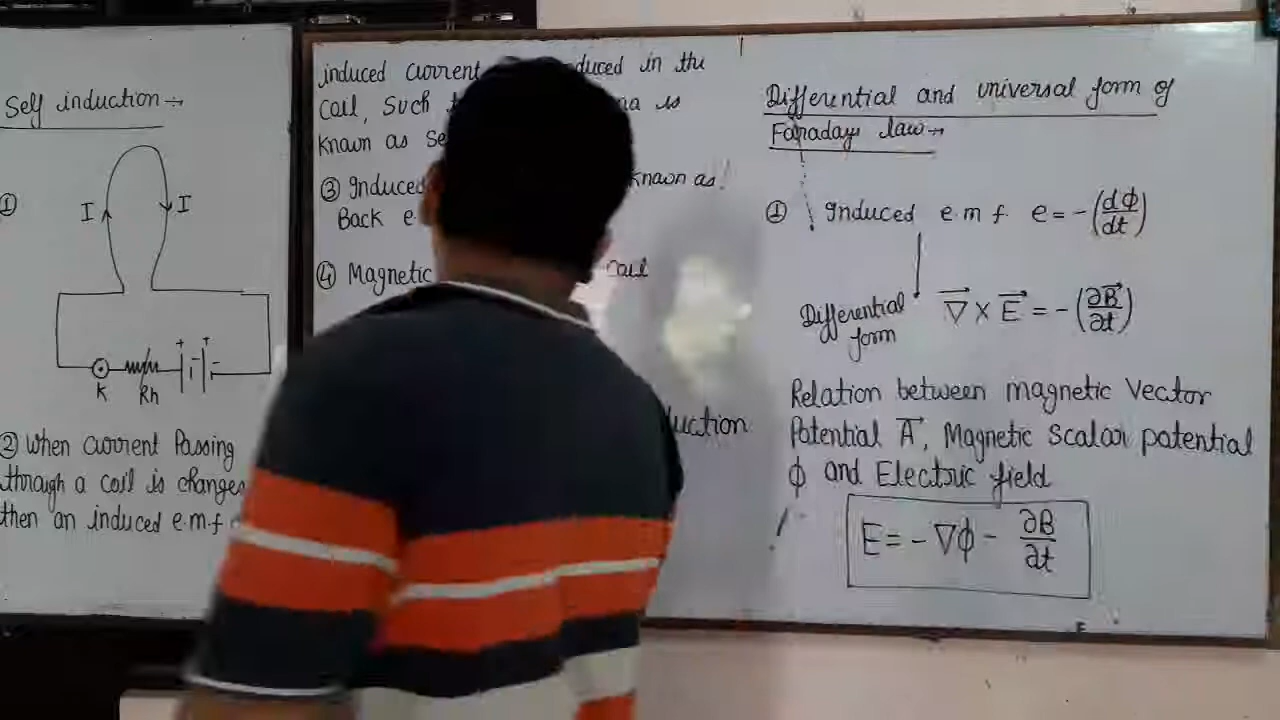 Self induction→
①
I
I
+
+
K
Rh
② When current Passing
through a coil is changes
then an induced e.m.f
induced current duced in the
Coil, Such is
known as
③ Induced known as
Back e
④ Magnetic Coil
uction
Differential and universal form of
Faradays law→
① Induced e.m.f. e = -(dΦ/dt)
Differential form ∇⃗ × E⃗ = -(∂B⃗/∂t)
Relation between magnetic Vector
Potential A⃗, Magnetic Scalar potential
ϕ and Electric field
E = - ∇ϕ - ∂B/∂t